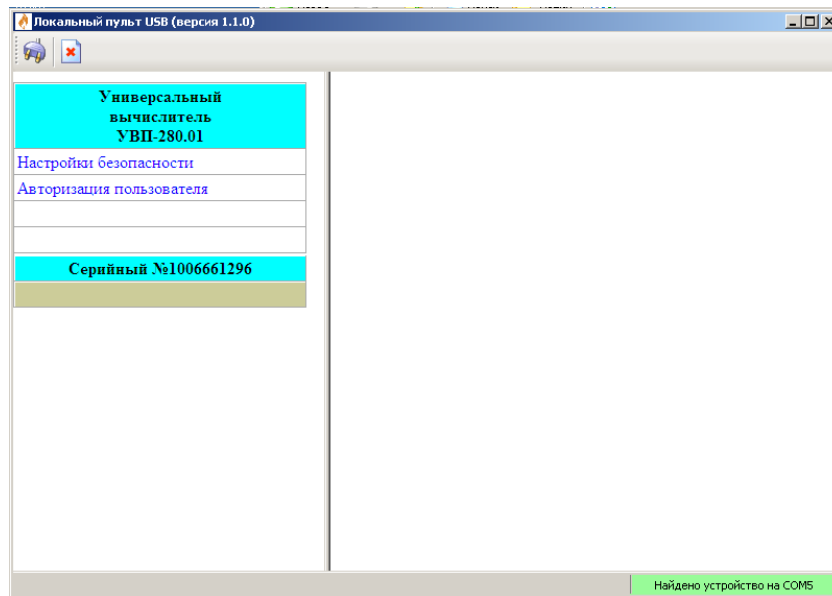 Локальный пульт USB (версия 1.1.0)
Универсальный
вычислитель
УВП-280.01
Настройки безопасности
Авторизация пользователя
Серийный №1006661296
Найдено устройство на COM5